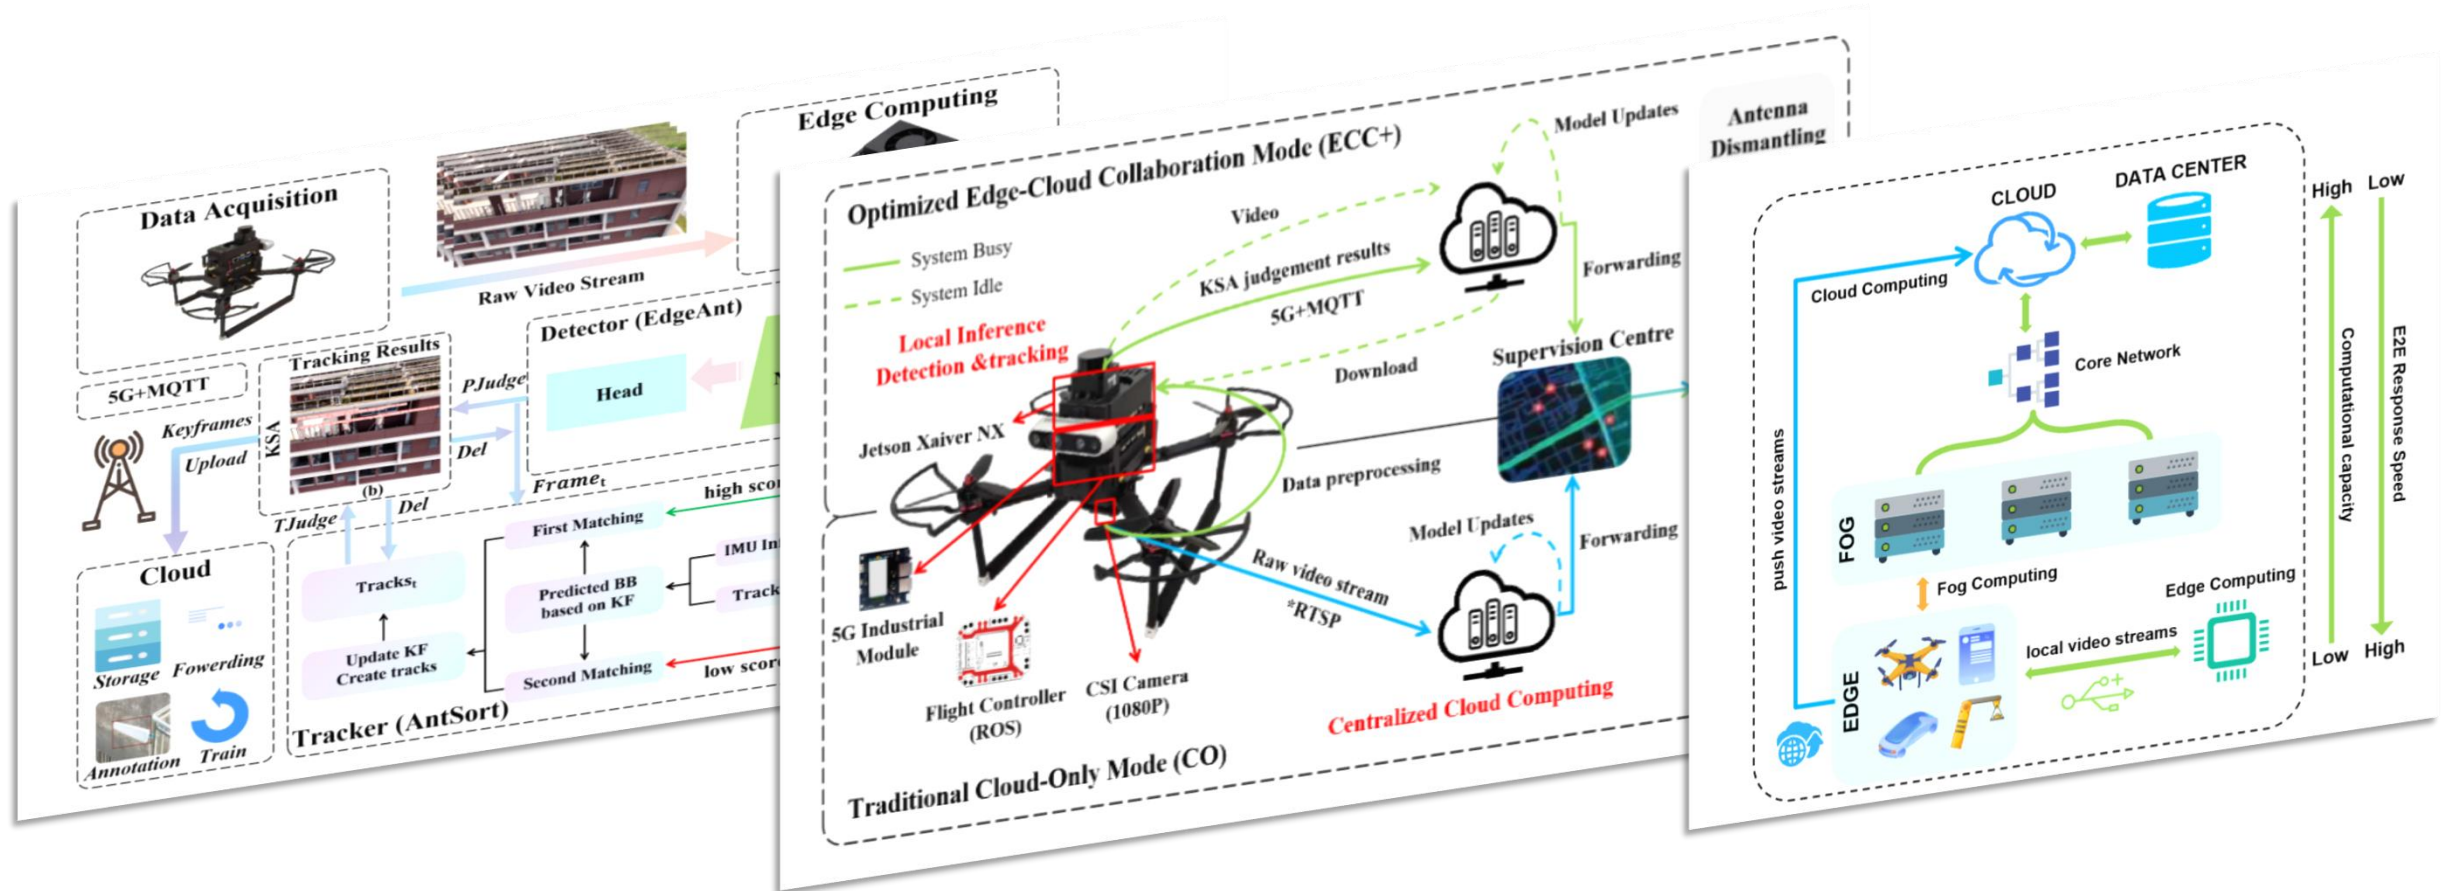 Data Acquisition
Raw Video Stream
Edge Computing
5G+MQTT
Keyframes
Upload
KSA
Tracking Results
(b)
PJudge
Del
Detector (EdgeAnt)
Head
Frame_t
TJudge
Del
Cloud
Storage
Fowerding
Annotation
Train
Tracks_t
Update KF
Create tracks
First Matching
Predicted BB
based on KF
Second Matching
high
low
IMU
Tracker (AntSort)
Optimized Edge-Cloud Collaboration Mode (ECC+)
System Busy
System Idle
Local Inference
Detection &tracking
Video
KSA judgement results
5G+MQTT
Model Updates
Antenna
Dismantling
Forwarding
Download
Supervision Centre
Jetson Xaiver NX
Data preprocessing
Model Updates
Forwarding
Raw video stream
*RTSP
5G Industrial
Module
Flight Controller
(ROS)
CSI Camera
(1080P)
Centralized Cloud Computing
Traditional Cloud-Only Mode (CO)
CLOUD
DATA CENTER
Cloud Computing
Core Network
push video streams
FOG
Fog Computing
EDGE
local video streams
Edge Computing
High
Low
Computational capacity
E2E Response Speed
Low
High